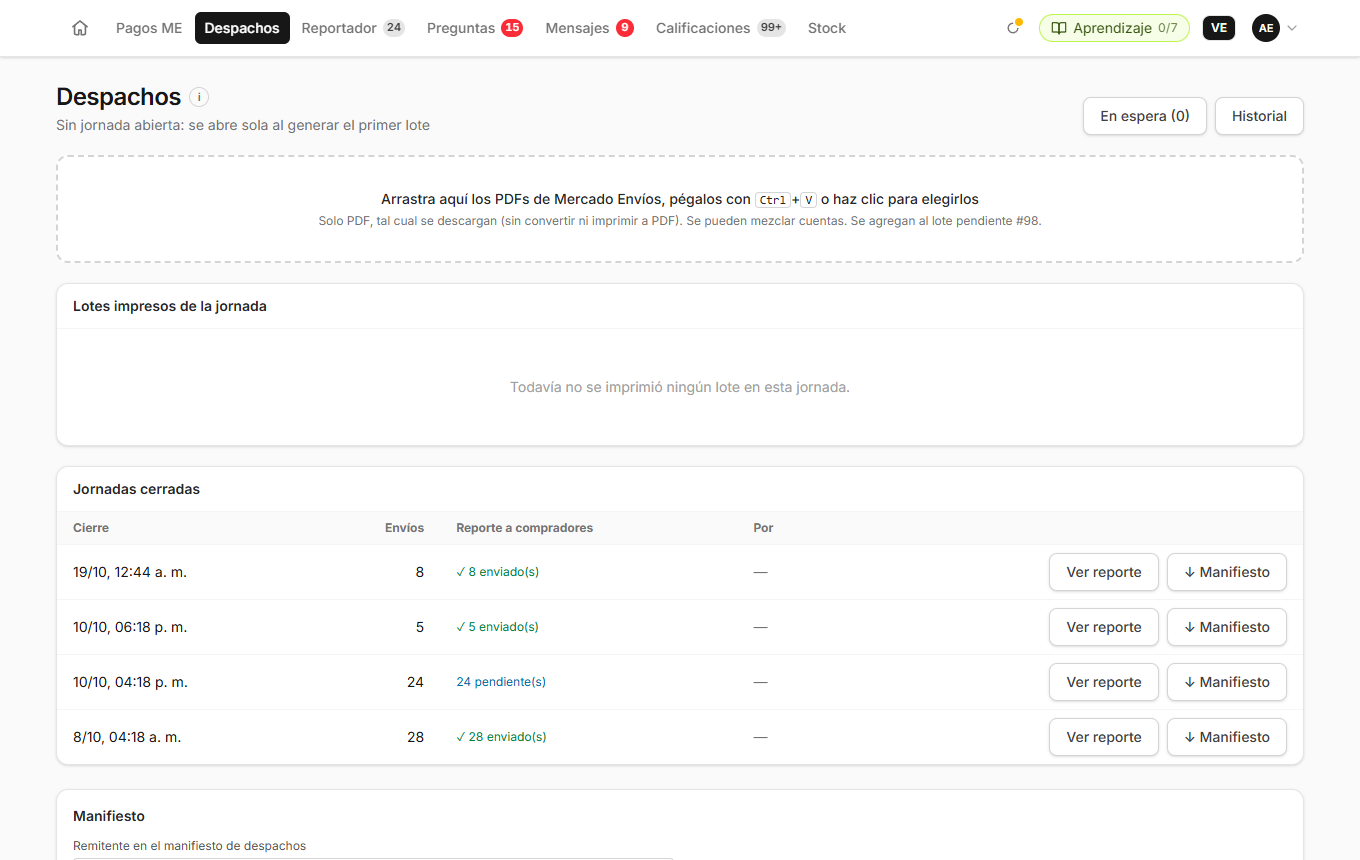 Pagos ME Despachos Reportador 24 Preguntas 15 Mensajes 9 Calificaciones 99+ Stock Aprendizaje 0/7 VE AE
Despachos i
Sin jornada abierta: se abre sola al generar el primer lote
En espera (0) Historial
Arrastra aquí los PDFs de Mercado Envíos, pégalos con Ctrl+V o haz clic para elegirlos
Solo PDF, tal cual se descargan (sin convertir ni imprimir a PDF). Se pueden mezclar cuentas. Se agregan al lote pendiente #98.
Lotes impresos de la jornada
Todavía no se imprimió ningún lote en esta jornada.
Jornadas cerradas
Cierre Envíos Reporte a compradores Por
19/10, 12:44 a. m. 8 ✓ 8 enviado(s) — Ver reporte ↓ Manifiesto
10/10, 06:18 p. m. 5 ✓ 5 enviado(s) — Ver reporte ↓ Manifiesto
10/10, 04:18 p. m. 24 24 pendiente(s) — Ver reporte ↓ Manifiesto
8/10, 04:18 a. m. 28 ✓ 28 enviado(s) — Ver reporte ↓ Manifiesto
Manifiesto
Remitente en el manifiesto de despachos